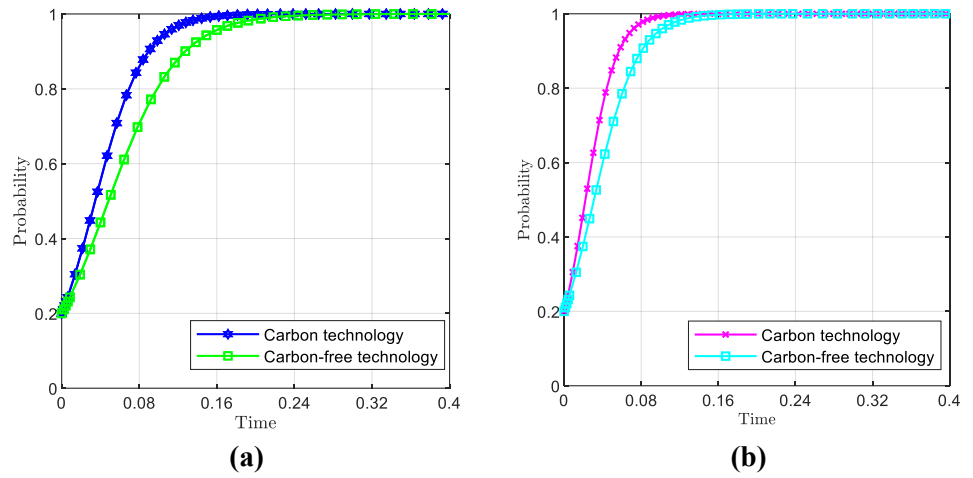 1
0.8
0.6
0.4
0.2
0
Probability
0 0.08 0.16 0.24 0.32 0.4
Time
Carbon technology
Carbon-free technology
(a)
1
0.8
0.6
0.4
0.2
0
Probability
0 0.08 0.16 0.24 0.32 0.4
Time
Carbon technology
Carbon-free technology
(b)